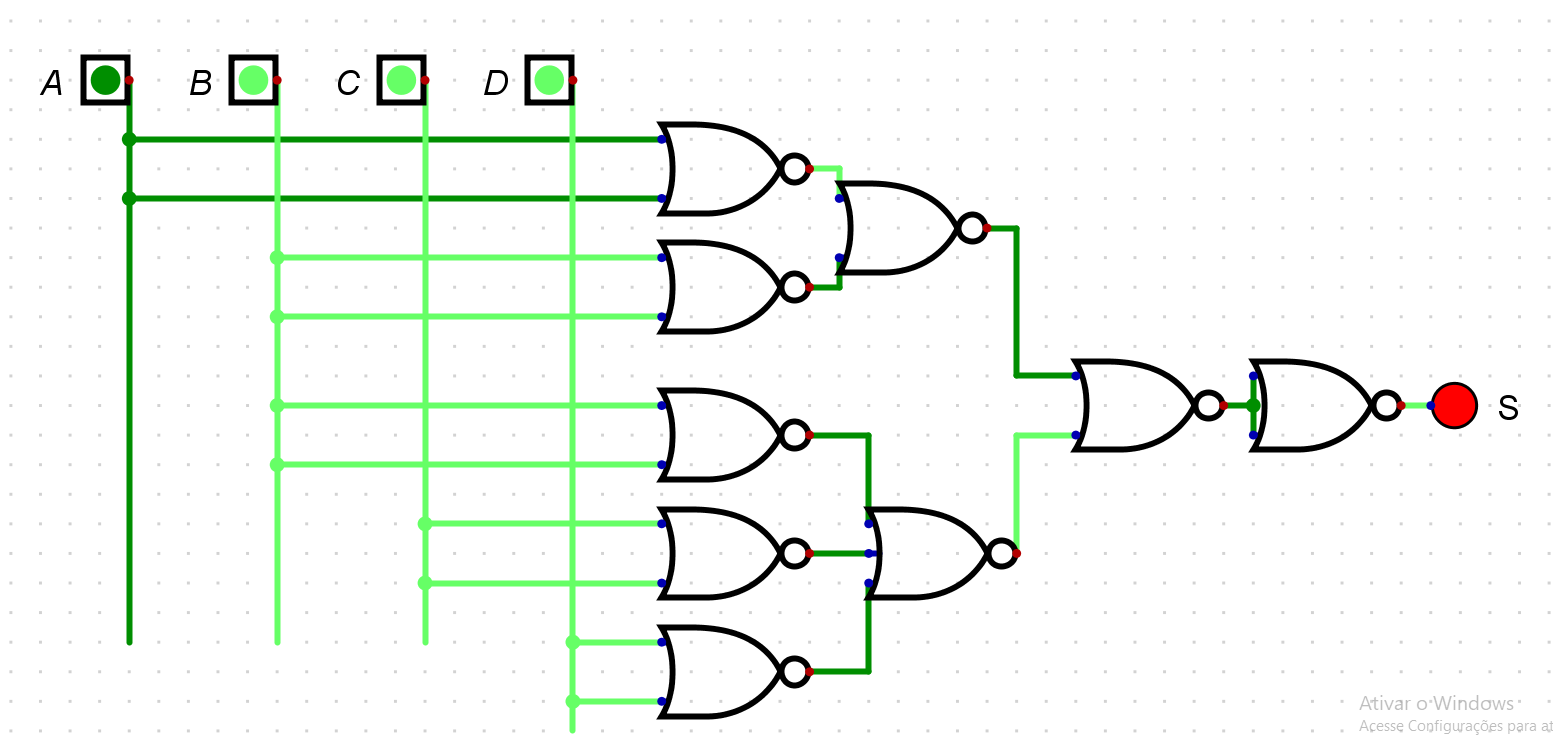 A B C D
S
Ativar o Windows
Acesse Configurações para at